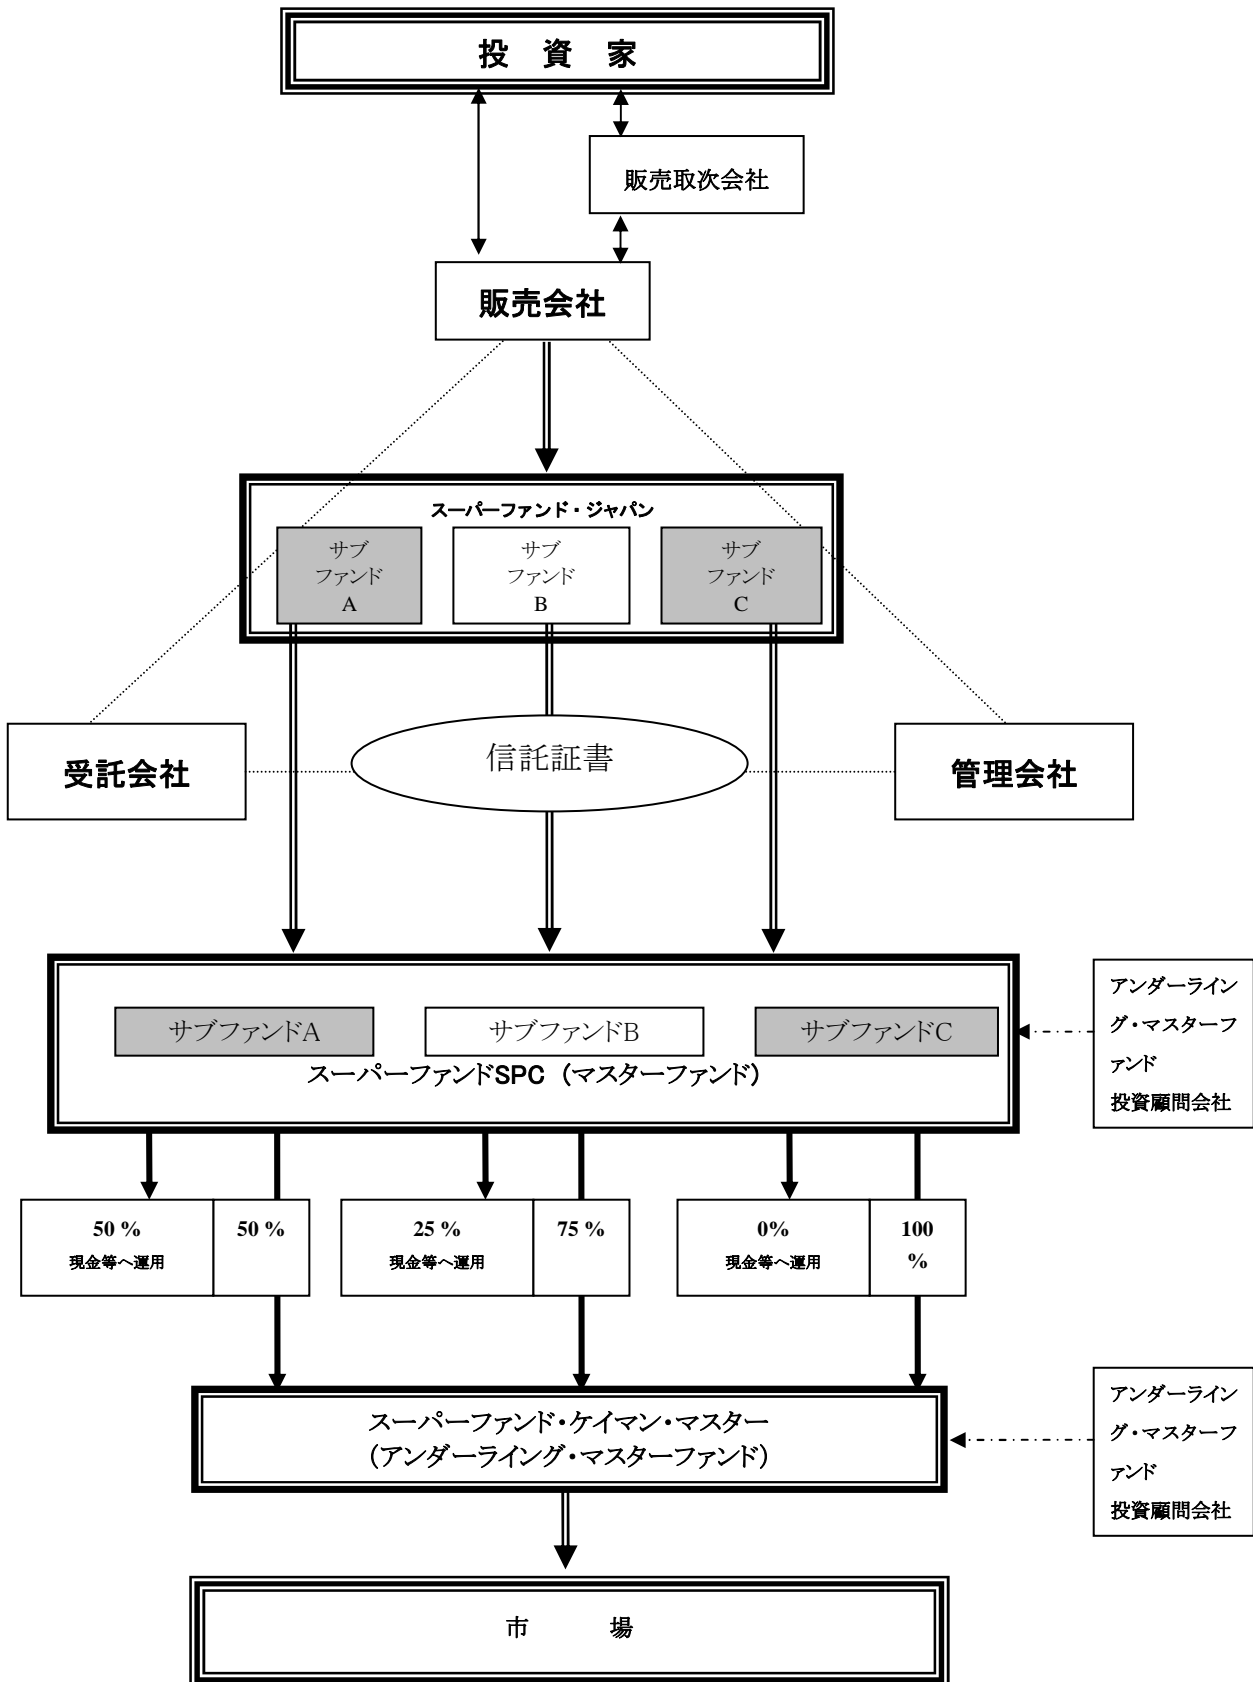 投 資 家
販売取次会社
販売会社
スーパーファンド・ジャパン
サブ
ファンド
A
サブ
ファンド
B
サブ
ファンド
C
受託会社
信託証書
管理会社
サブファンドA
サブファンドB
サブファンドC
スーパーファンドSPC (マスターファンド)
アンダーライン
グ・マスターフ
ァンド
投資顧問会社
50 %
現金等へ運用
50 %
25 %
現金等へ運用
75 %
0%
現金等へ運用
100
%
スーパーファンド・ケイマン・マスター
(アンダーライング・マスターファンド)
アンダーライン
グ・マスターフ
ァンド
投資顧問会社
市 場